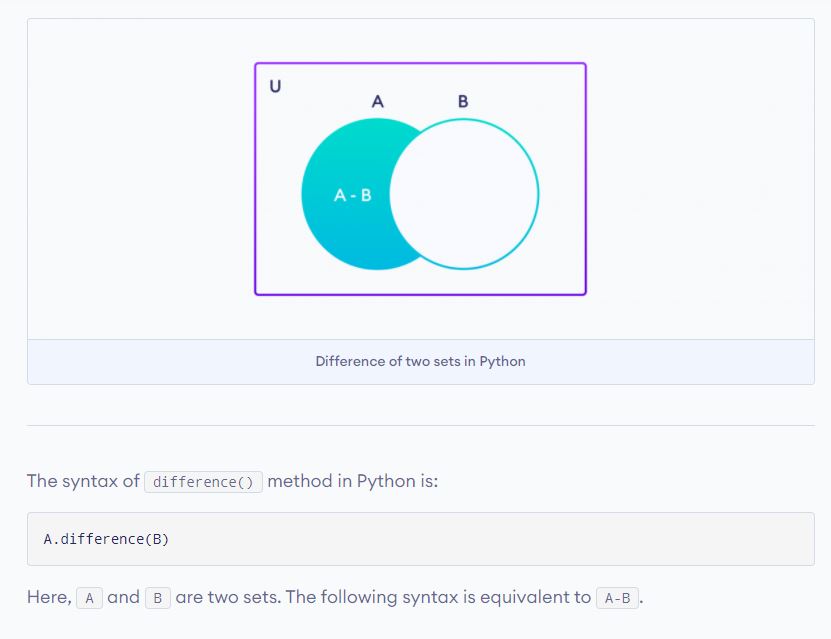 U
A B
A - B
Difference of two sets in Python
The syntax of difference() method in Python is:
A.difference(B)
Here, A and B are two sets. The following syntax is equivalent to A-B.